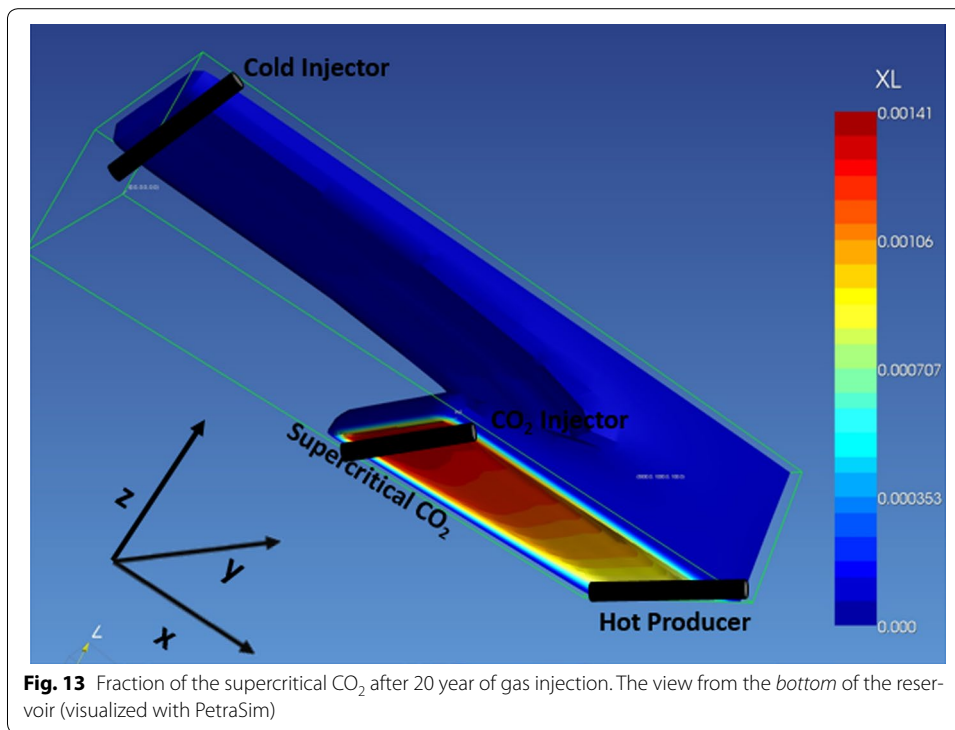 Cold Injector
XL
0.00141
0.00106
0.000707
0.000353
0.000
CO₂ Injector
Supercritical CO₂
Hot Producer
z
y
x
Fig. 13 Fraction of the supercritical CO₂ after 20 year of gas injection. The view from the bottom of the reser-
voir (visualized with PetraSim)